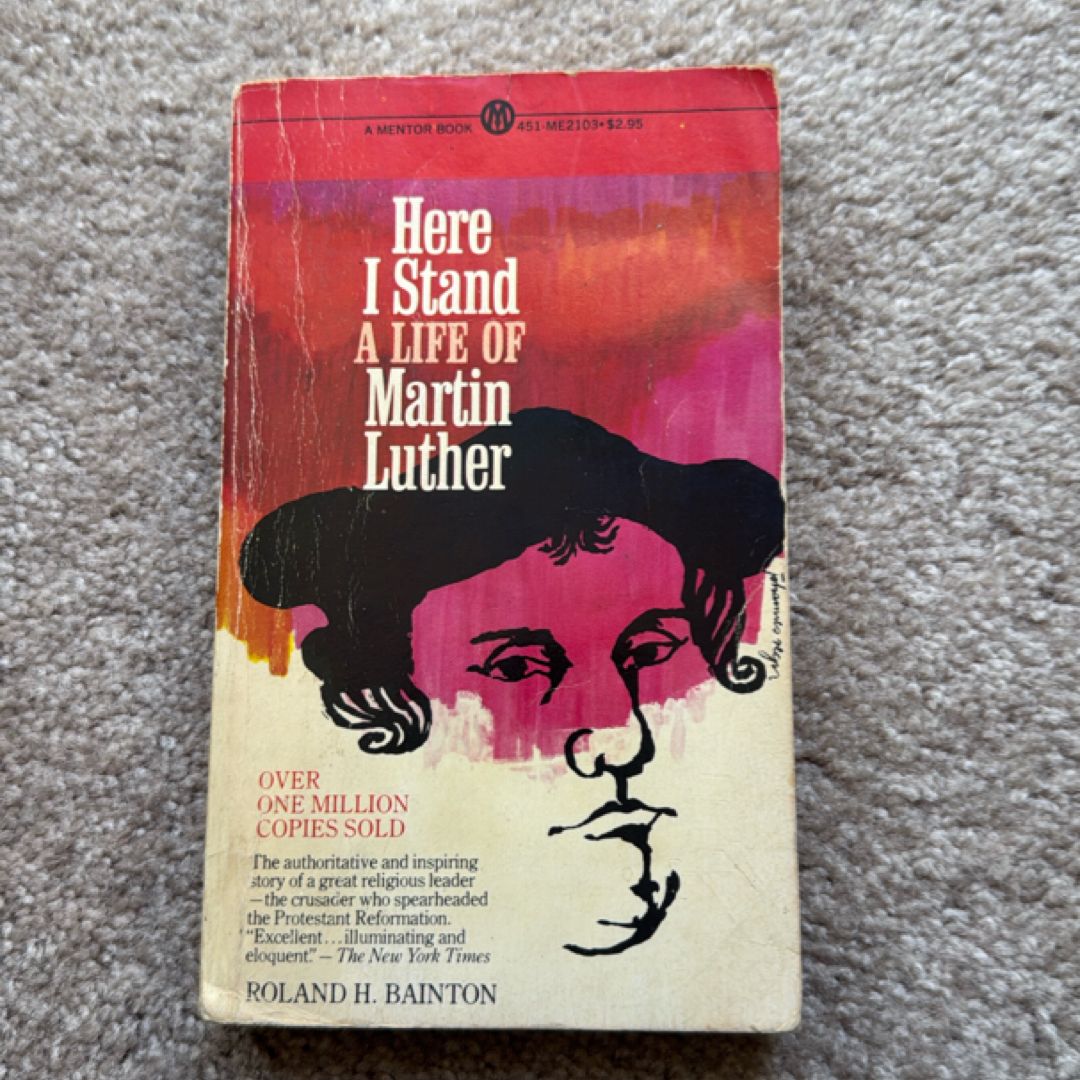 A MENTOR BOOK M 451-ME2103•$2.95
Here
I Stand
A LIFE OF
Martin
Luther
OVER
ONE MILLION
COPIES SOLD
The authoritative and inspiring
story of a great religious leader
—the crusader who spearheaded
the Protestant Reformation.
"Excellent...illuminating and
eloquent." — The New York Times
ROLAND H. BAINTON